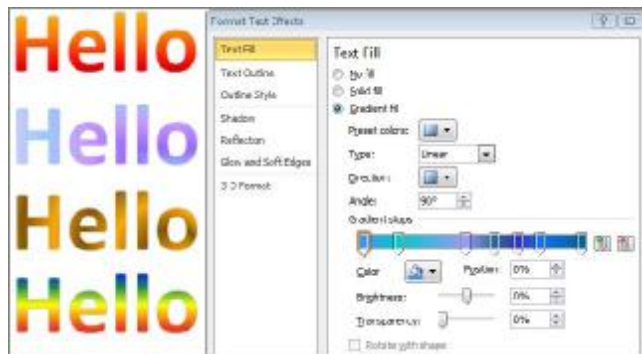 Hello
Hello
Hello
Hello
Format Text Effects
Text Fill
Text Outline
Outline Style
Shadow
Reflection
Glow and Soft Edges
3-D Format
Text Fill
No fill
Solid fill
Gradient fill
Preset colors:
Type: Linear
Direction:
Angle: 90°
Gradient stops
Color Position: 0%
Brightness: 0%
Transparency: 0%
Rotate with shape